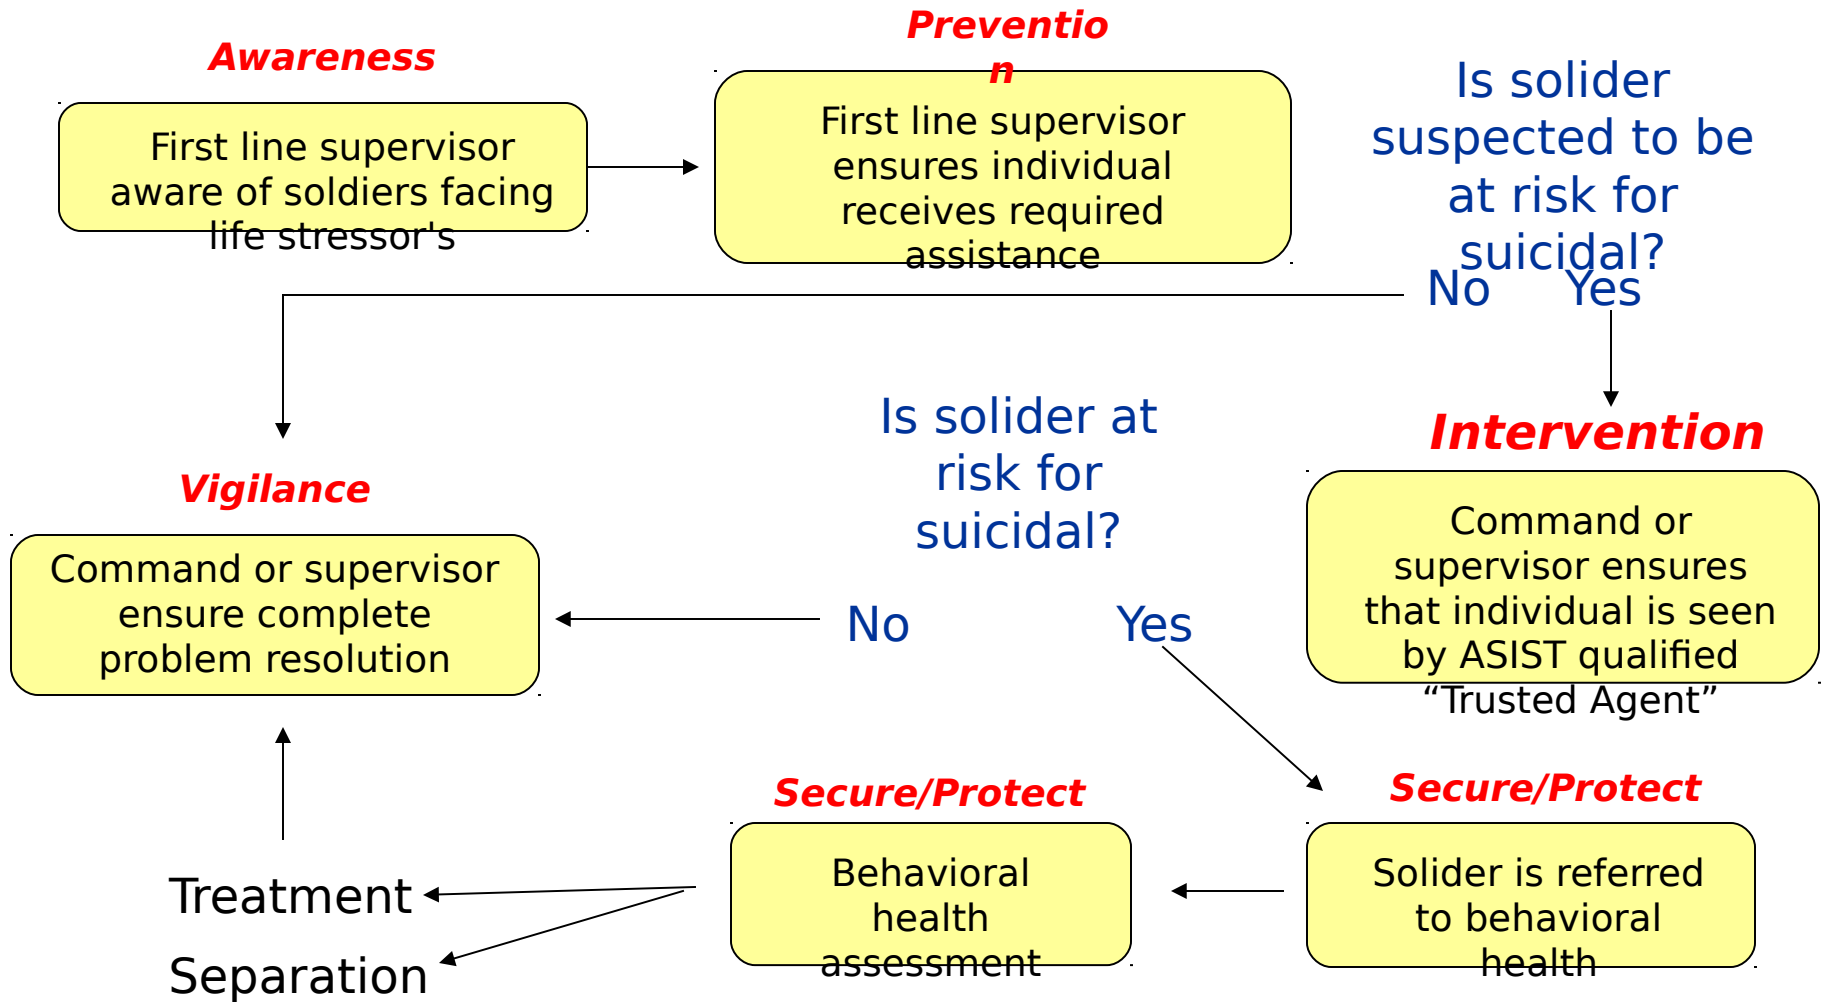 Awareness
First line supervisor
aware of soldiers facing
life stressor's
Preventio
n
First line supervisor
ensures individual
receives required
assistance
Is solider
suspected to be
at risk for
suicidal?
No Yes
Intervention
Command or
supervisor ensures
that individual is seen
by ASIST qualified
“Trusted Agent”
Is solider at
risk for
suicidal?
No Yes
Vigilance
Command or supervisor
ensure complete
problem resolution
Secure/Protect
Solider is referred
to behavioral
health
Secure/Protect
Behavioral
health
assessment
Treatment
Separation